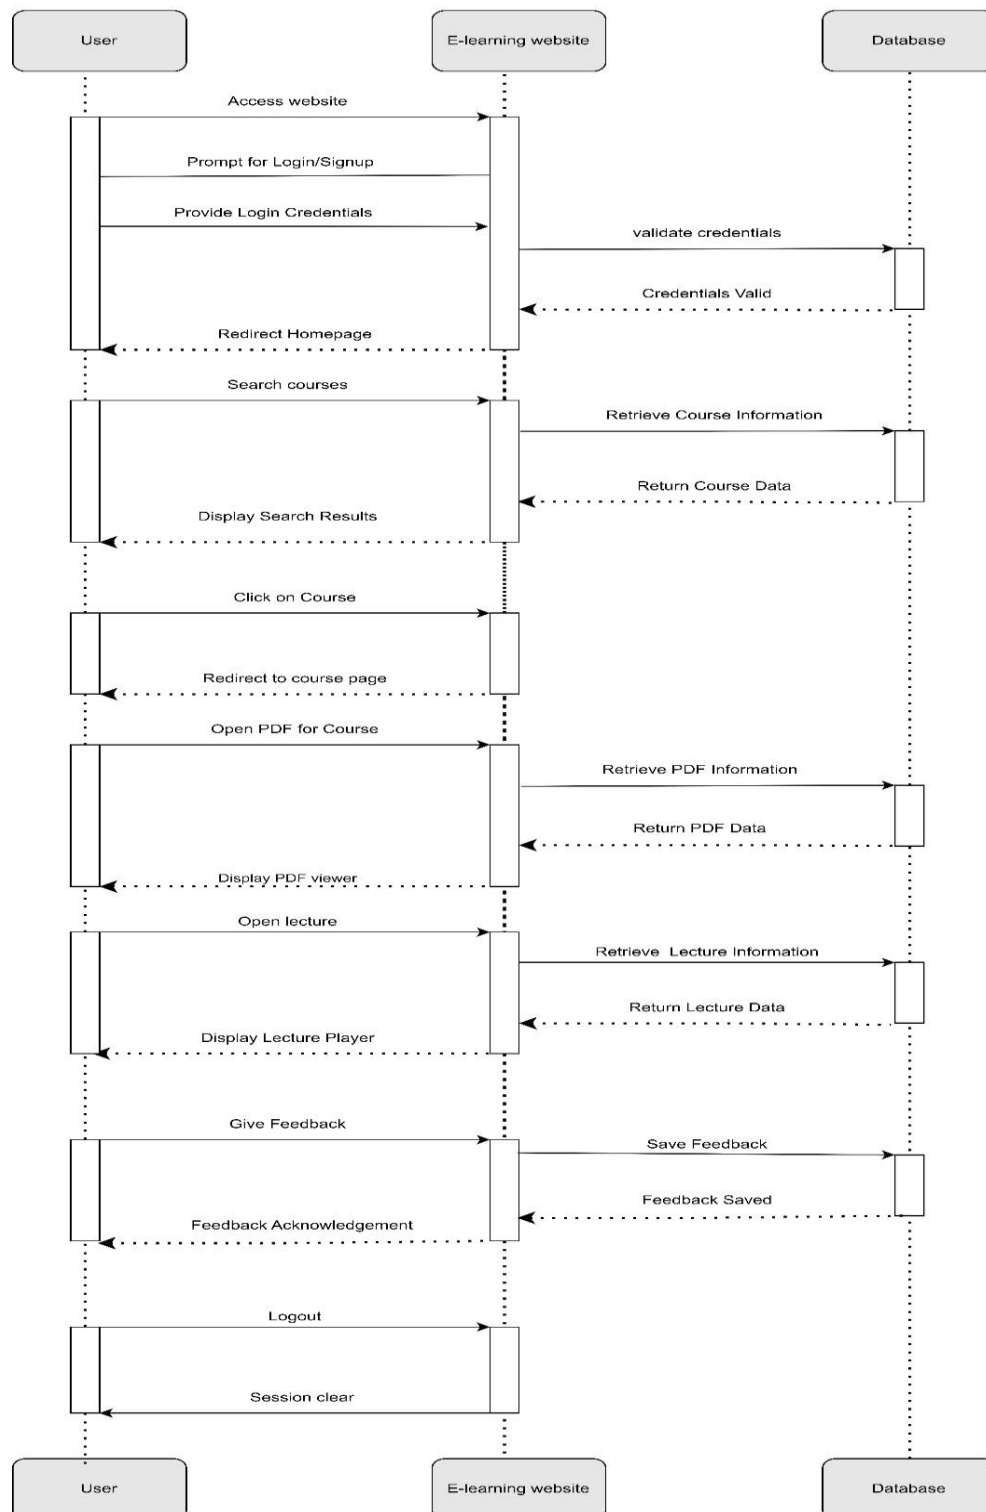 User
E-learning website
Database
Access website
Prompt for Login/Signup
Provide Login Credentials
validate credentials
Credentials Valid
Redirect Homepage
Search courses
Retrieve Course Information
Return Course Data
Display Search Results
Click on Course
Redirect to course page
Open PDF for Course
Retrieve PDF Information
Return PDF Data
Display PDF viewer
Open lecture
Retrieve Lecture Information
Return Lecture Data
Display Lecture Player
Give Feedback
Save Feedback
Feedback Saved
Feedback Acknowledgement
Logout
Session clear
User
E-learning website
Database